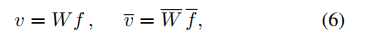 v = Wf , v̅ = W̅ f̅, (6)